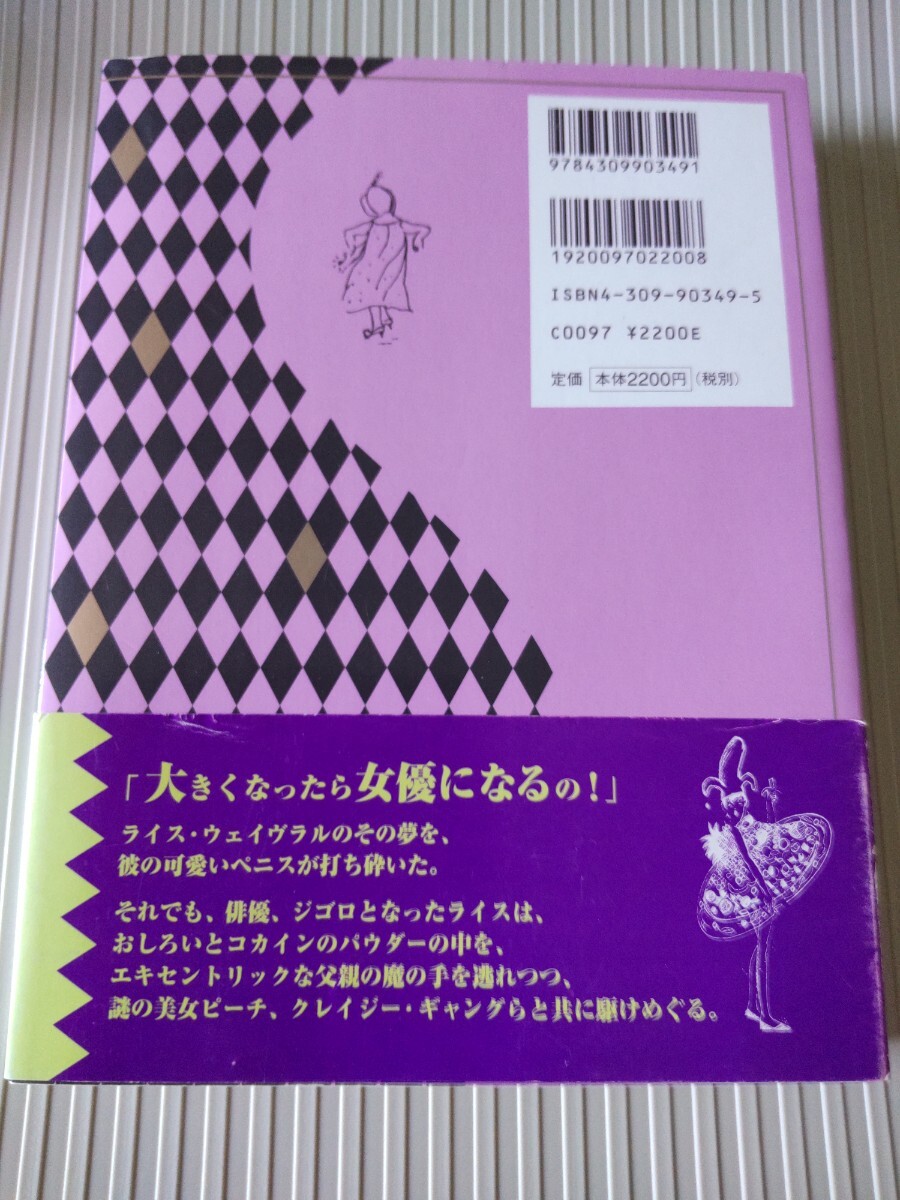 9784309903491
1920097022008
ISBN4-309-90349-5
C0097 ¥2200E
定価 本体2200円(税別)
「大きくなったら女優になるの!」
ライス・ウェイヴラルのその夢を、
彼の可愛いペニスが打ち砕いた。
それでも、俳優、ジゴロとなったライスは、
おしろいとコカインのパウダーの中を、
エキセントリックな父親の魔の手を逃れつつ、
謎の美女ピーチ、クレイジー・ギャングらと共に駆けめぐる。